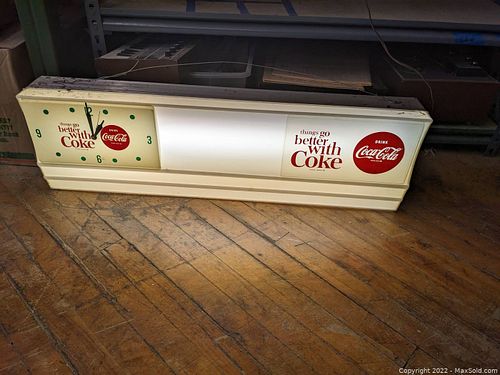 things go
better
with
Coke
DRINK
Coca-Cola
9
3
6
things go
better
with
Coke
DRINK
Coca-Cola
Copyright 2022 - MaxSold.com